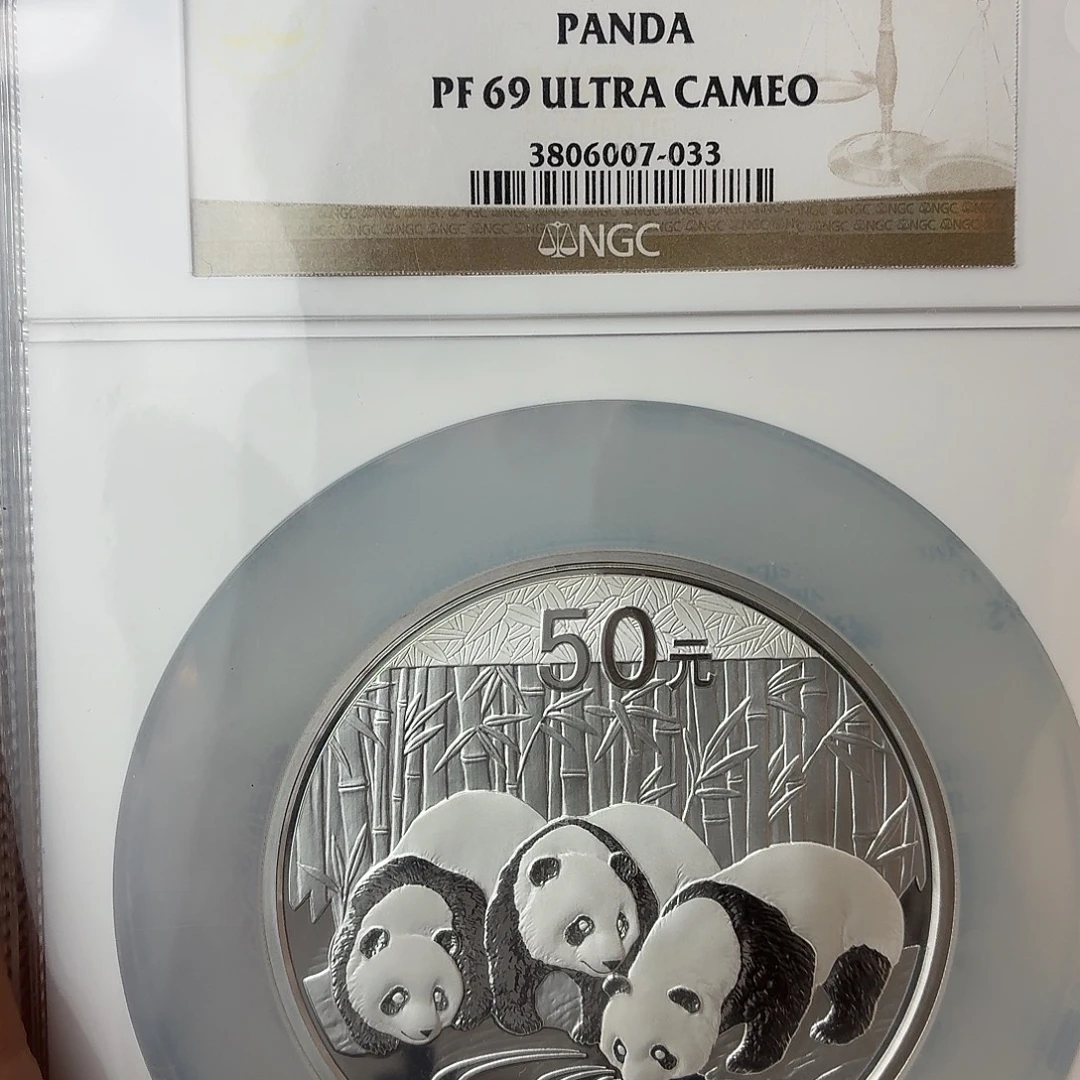 PANDA
PF 69 ULTRA CAMEO
3806007-033
NGC
50元